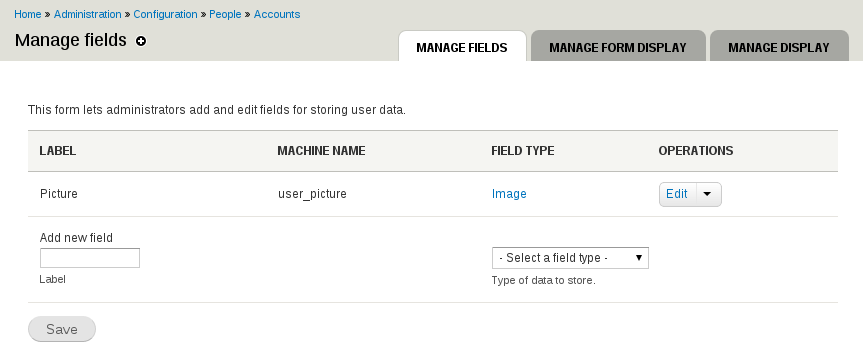 Home » Administration » Configuration » People » Accounts
Manage fields
MANAGE FIELDS MANAGE FORM DISPLAY MANAGE DISPLAY
This form lets administrators add and edit fields for storing user data.
LABEL MACHINE NAME FIELD TYPE OPERATIONS
Picture user_picture Image Edit
Add new field
- Select a field type -
Label Type of data to store.
Save